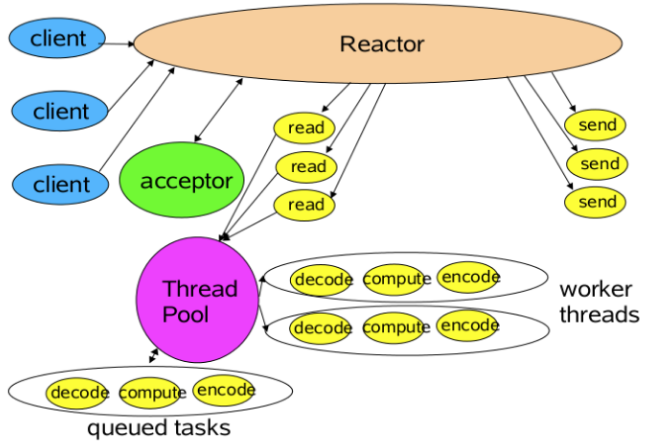 client
Reactor
client
client
acceptor
read
read
read
send
send
send
Thread
Pool
decode compute encode
decode compute encode
worker
threads
decode compute encode
queued tasks